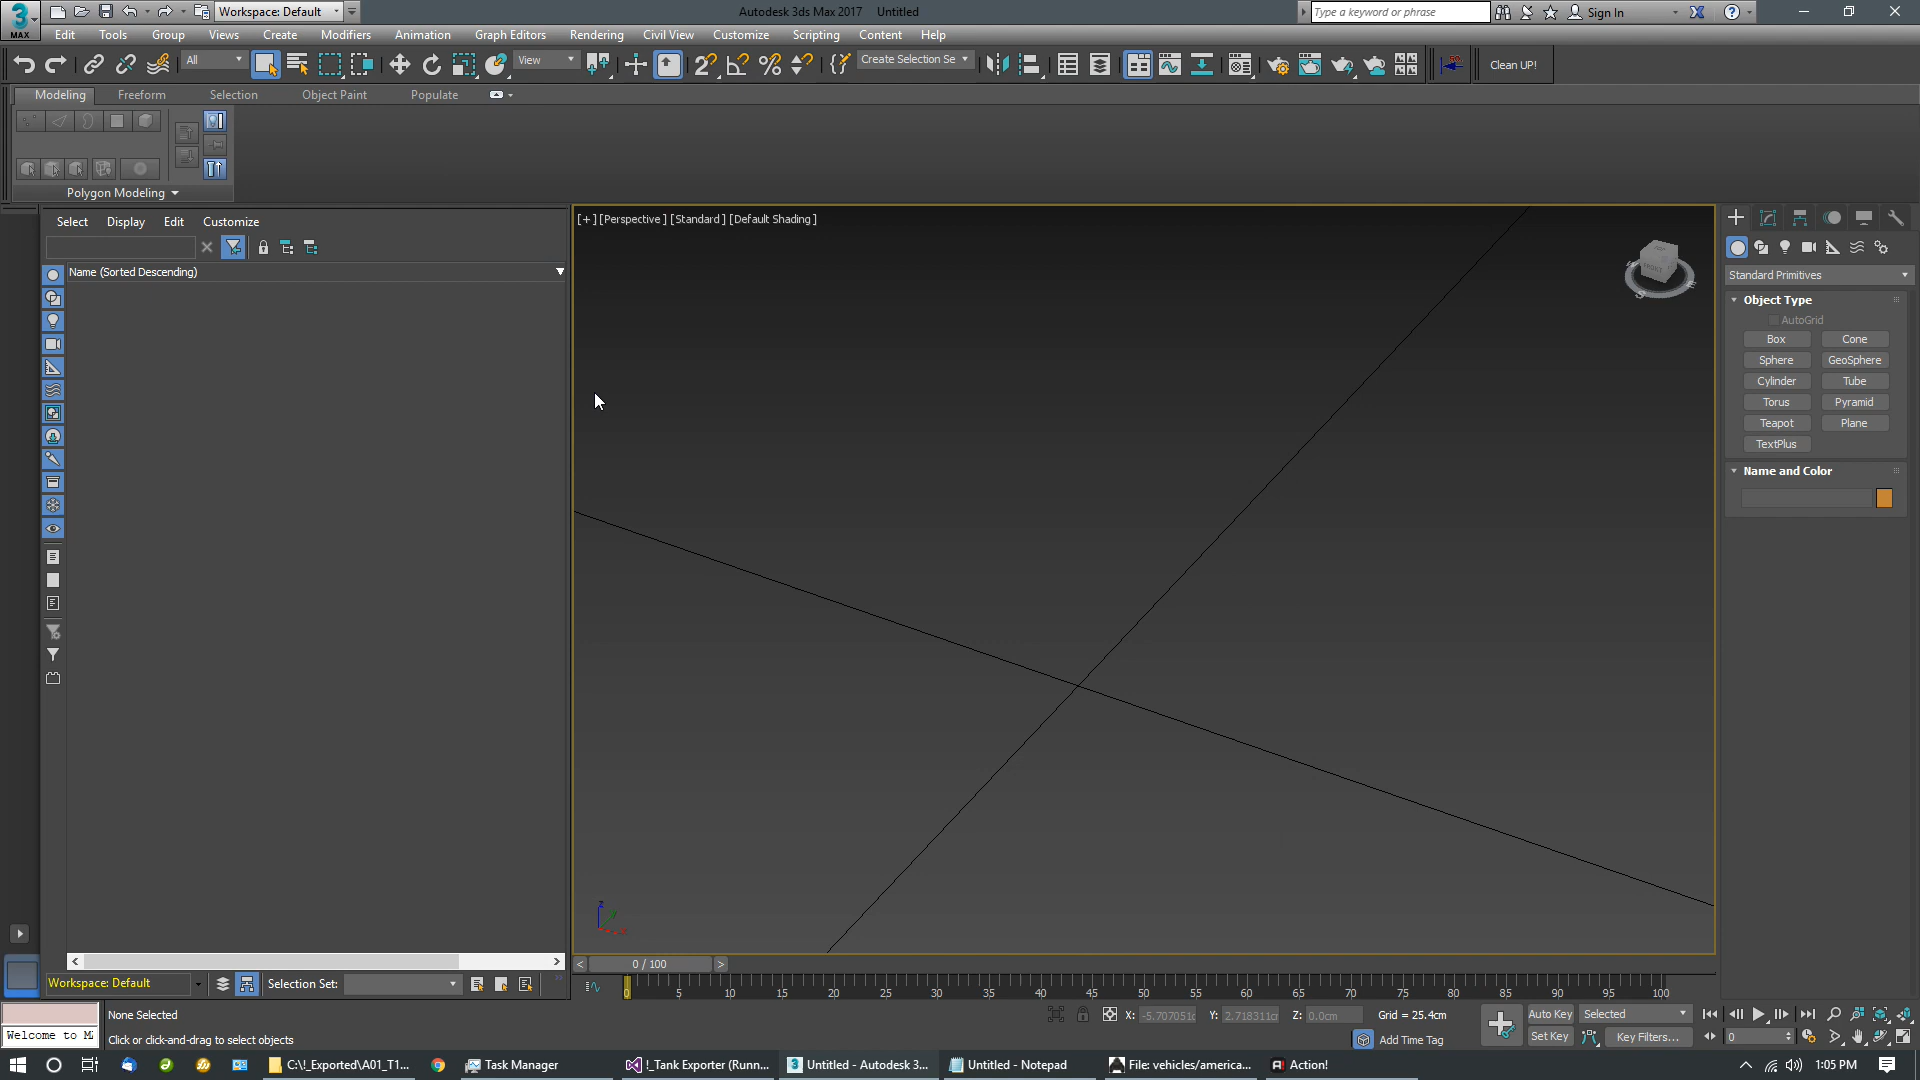 3 MAX
Workspace: Default
Autodesk 3ds Max 2017 Untitled
Type a keyword or phrase
Sign In
Edit Tools Group Views Create Modifiers Animation Graph Editors Rendering Civil View Customize Scripting Content Help
All
View
Create Selection Se
Clean UP!
Modeling Freeform Selection Object Paint Populate
Polygon Modeling
Select Display Edit Customize
Name (Sorted Descending)
[+] [Perspective] [Standard] [Default Shading]
FRONT
S
E
Standard Primitives
Object Type
AutoGrid
Box Cone
Sphere GeoSphere
Cylinder Tube
Torus Pyramid
Teapot Plane
TextPlus
Name and Color
z
Workspace: Default
Selection Set:
< 0 / 100 >
0 5 10 15 20 25 30 35 40 45 50 55 60 65 70 75 80 85 90 95 100
None Selected
X: -5.707051c Y: 2.718311cr Z: 0.0cm Grid = 25.4cm
Auto Key Selected
Welcome to M
Click or click-and-drag to select objects
Add Time Tag
Set Key Key Filters...
0
C:\!_Exported\A01_T1... Task Manager !_Tank Exporter (Runn... Untitled - Autodesk 3... Untitled - Notepad File: vehicles/america... Action! 1:05 PM